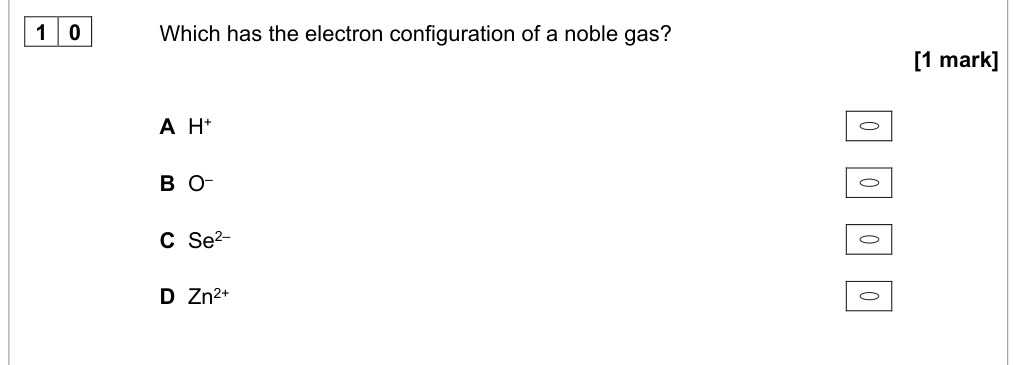 1 0 Which has the electron configuration of a noble gas?
[1 mark]
A H⁺
B O⁻
C Se²⁻
D Zn²⁺